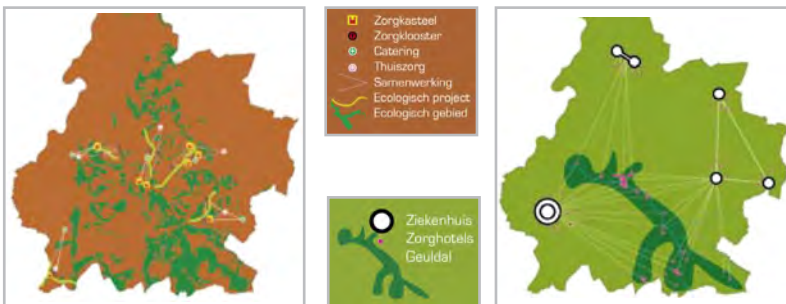 Zorgkasteel
Zorgklooster
Catering
Thuiszorg
Samenwerking
Ecologisch project
Ecologisch gebied
Ziekenhuis
Zorghotels
Geuldal